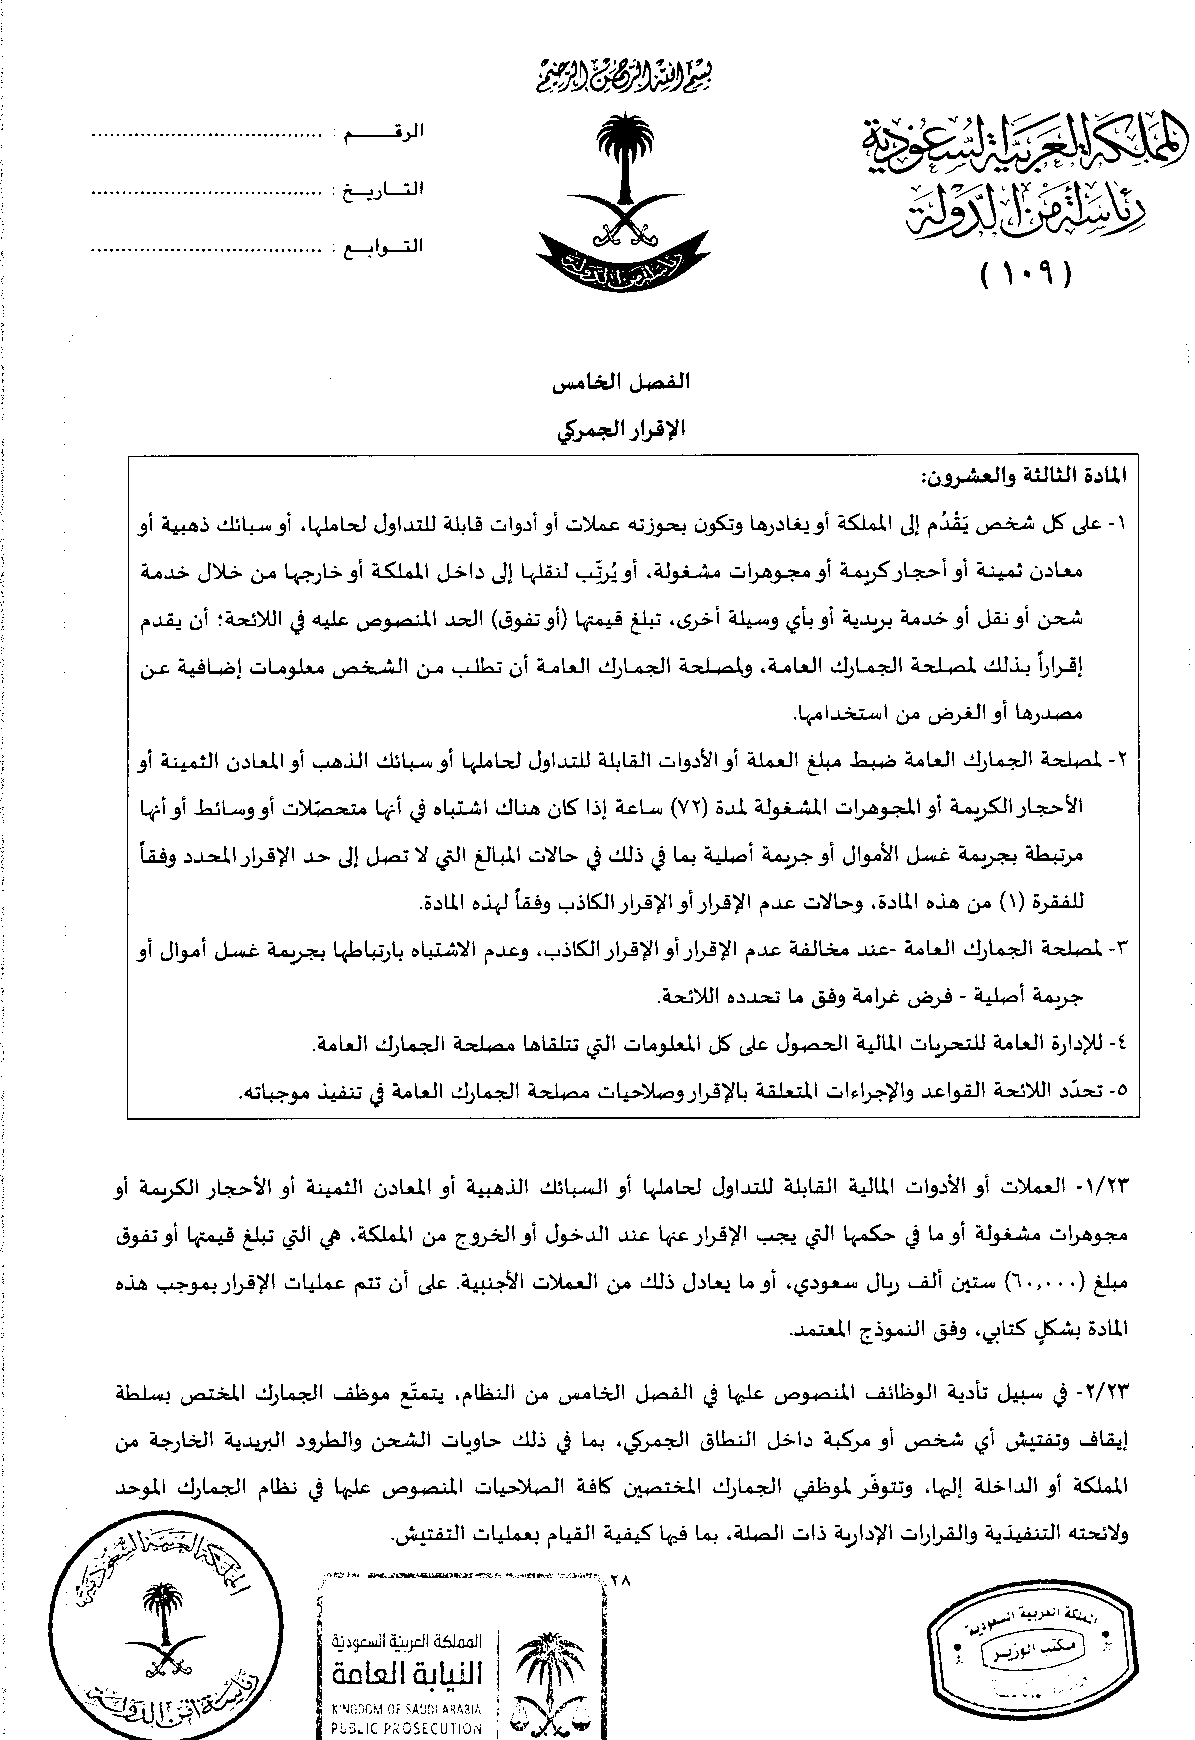 بسم الله الرحمن الرحيم
المملكة العربية السعودية
رئاسة أمن الدولة
(١٠٩)
الرقـــم : ......................................
التـاريـخ : ......................................
التـوابـع : ......................................
رئاسة أمن الدولة
الفصل الخامس
الإقرار الجمركي
المادة الثالثة والعشرون:
١- على كل شخص يَقْدُم إلى المملكة أو يغادرها وتكون بحوزته عملات أو أدوات قابلة للتداول لحاملها، أو سبائك ذهبية أو
معادن ثمينة أو أحجار كريمة أو مجوهرات مشغولة، أو يُرتّب لنقلها إلى داخل المملكة أو خارجها من خلال خدمة
شحن أو نقل أو خدمة بريدية أو بأي وسيلة أخرى، تبلغ قيمتها (أو تفوق) الحد المنصوص عليه في اللائحة؛ أن يقدم
إقراراً بذلك لمصلحة الجمارك العامة، ولمصلحة الجمارك العامة أن تطلب من الشخص معلومات إضافية عن
مصدرها أو الغرض من استخدامها.
٢- لمصلحة الجمارك العامة ضبط مبلغ العملة أو الأدوات القابلة للتداول لحاملها أو سبائك الذهب أو المعادن الثمينة أو
الأحجار الكريمة أو المجوهرات المشغولة لمدة (٧٢) ساعة إذا كان هناك اشتباه في أنها متحصّلات أو وسائط أو أنها
مرتبطة بجريمة غسل الأموال أو جريمة أصلية بما في ذلك في حالات المبالغ التي لا تصل إلى حد الإقرار المحدد وفقاً
للفقرة (١) من هذه المادة، وحالات عدم الإقرار أو الإقرار الكاذب وفقاً لهذه المادة.
٣- لمصلحة الجمارك العامة -عند مخالفة عدم الإقرار أو الإقرار الكاذب، وعدم الاشتباه بارتباطها بجريمة غسل أموال أو
جريمة أصلية - فرض غرامة وفق ما تحدده اللائحة.
٤- للإدارة العامة للتحريات المالية الحصول على كل المعلومات التي تتلقاها مصلحة الجمارك العامة.
٥- تحدّد اللائحة القواعد والإجراءات المتعلقة بالإقرار وصلاحيات مصلحة الجمارك العامة في تنفيذ موجباته.
١/٢٣- العملات أو الأدوات المالية القابلة للتداول لحاملها أو السبائك الذهبية أو المعادن الثمينة أو الأحجار الكريمة أو
مجوهرات مشغولة أو ما في حكمها التي يجب الإقرار عنها عند الدخول أو الخروج من المملكة، هي التي تبلغ قيمتها أو تفوق
مبلغ (٦٠,٠٠٠) ستين ألف ريال سعودي، أو ما يعادل ذلك من العملات الأجنبية. على أن تتم عمليات الإقرار بموجب هذه
المادة بشكلٍ كتابي، وفق النموذج المعتمد.
٢/٢٣- في سبيل تأدية الوظائف المنصوص عليها في الفصل الخامس من النظام، يتمتّع موظف الجمارك المختص بسلطة
إيقاف وتفتيش أي شخص أو مركبة داخل النطاق الجمركي، بما في ذلك حاويات الشحن والطرود البريدية الخارجة من
المملكة أو الداخلة إليها، وتتوفّر لموظفي الجمارك المختصين كافة الصلاحيات المنصوص عليها في نظام الجمارك الموحد
ولائحته التنفيذية والقرارات الإدارية ذات الصلة، بما فيها كيفية القيام بعمليات التفتيش.
٢٨
المملكة العربية السعودية
مكتب الوزير
المملكة العربية السعودية
النيابة العامة
KINGDOM OF SAUDI ARABIA
PUBLIC PROSECUTION
المملكة العربية السعودية
رئاسة أمن الدولة